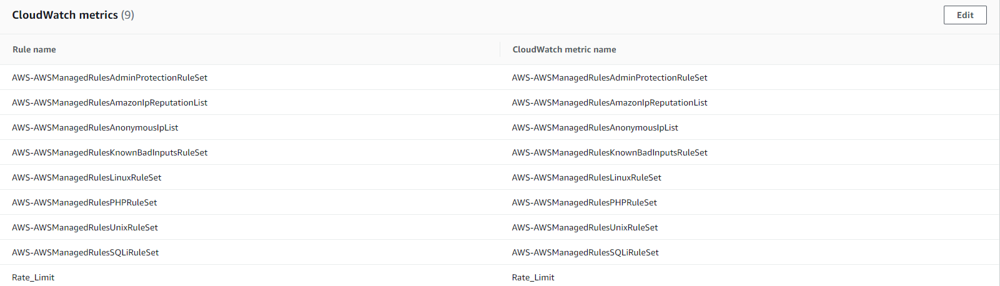 CloudWatch metrics (9)
Edit
Rule name CloudWatch metric name
AWS-AWSManagedRulesAdminProtectionRuleSet AWS-AWSManagedRulesAdminProtectionRuleSet
AWS-AWSManagedRulesAmazonIpReputationList AWS-AWSManagedRulesAmazonIpReputationList
AWS-AWSManagedRulesAnonymousIpList AWS-AWSManagedRulesAnonymousIpList
AWS-AWSManagedRulesKnownBadInputsRuleSet AWS-AWSManagedRulesKnownBadInputsRuleSet
AWS-AWSManagedRulesLinuxRuleSet AWS-AWSManagedRulesLinuxRuleSet
AWS-AWSManagedRulesPHPRuleSet AWS-AWSManagedRulesPHPRuleSet
AWS-AWSManagedRulesUnixRuleSet AWS-AWSManagedRulesUnixRuleSet
AWS-AWSManagedRulesSQLiRuleSet AWS-AWSManagedRulesSQLiRuleSet
Rate_Limit Rate_Limit